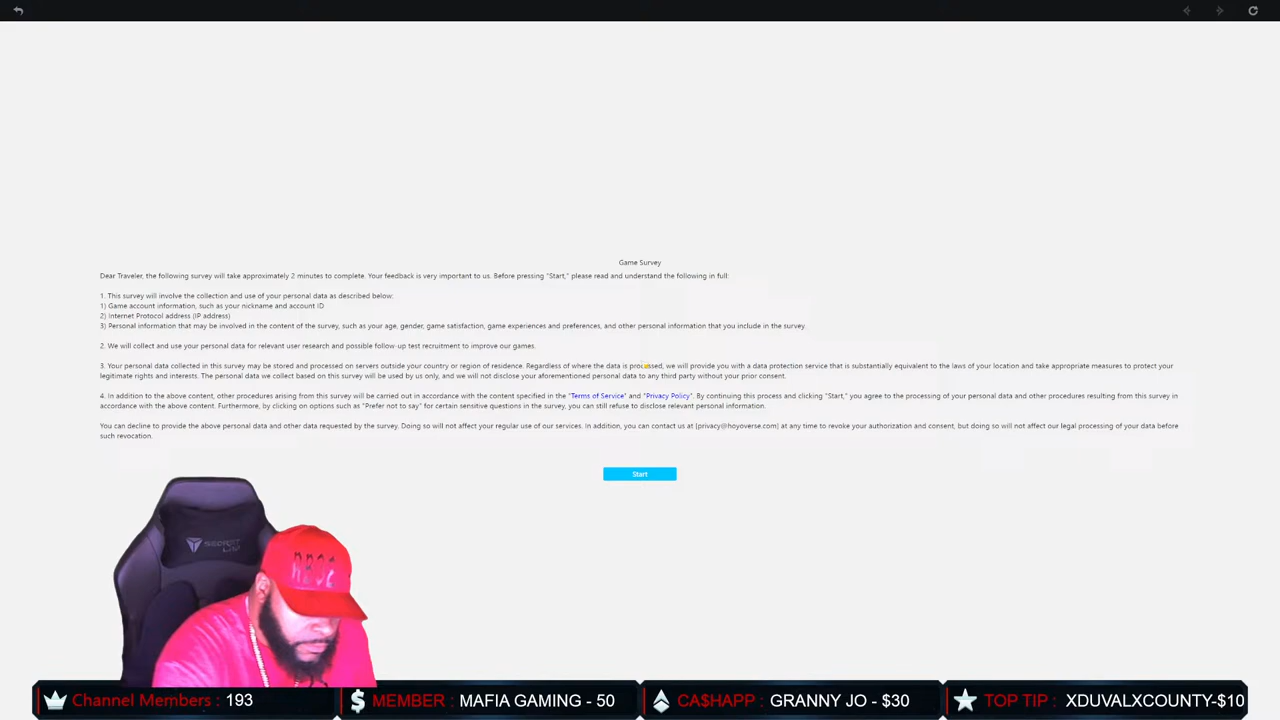 Game Survey
Dear Traveler, the following survey will take approximately 2 minutes to complete. Your feedback is very important to us. Before pressing "Start," please read and understand the following in full:
1. This survey will involve the collection and use of your personal data as described below:
1) Game account information, such as your nickname and account ID
2) Internet Protocol address (IP address)
3) Personal information that may be involved in the content of the survey, such as your age, gender, game satisfaction, game experiences and preferences, and other personal information that you include in the survey.
2. We will collect and use your personal data for relevant user research and possible follow-up test recruitment to improve our games.
3. Your personal data collected in this survey may be stored and processed on servers outside your country or region of residence. Regardless of where the data is processed, we will provide you with a data protection service that is substantially equivalent to the laws of your location and take appropriate measures to protect your
legitimate rights and interests. The personal data we collect based on this survey will be used by us only, and we will not disclose your aforementioned personal data to any third party without your prior consent.
4. In addition to the above content, other procedures arising from this survey will be carried out in accordance with the content specified in the "Terms of Service" and "Privacy Policy". By continuing this process and clicking "Start," you agree to the processing of your personal data and other procedures resulting from this survey in
accordance with the above content. Furthermore, by clicking on options such as "Prefer not to say" for certain sensitive questions in the survey, you can still refuse to disclose relevant personal information.
You can decline to provide the above personal data and other data requested by the survey. Doing so will not affect your regular use of our services. In addition, you can contact us at [privacy@hoyoverse.com] at any time to revoke your authorization and consent, but doing so will not affect our legal processing of your data before
such revocation.
Start
SECRET
LAB
Channel Members : 193
MEMBER : MAFIA GAMING - 50
CA$HAPP : GRANNY JO - $30
TOP TIP : XDUVALXCOUNTY-$10